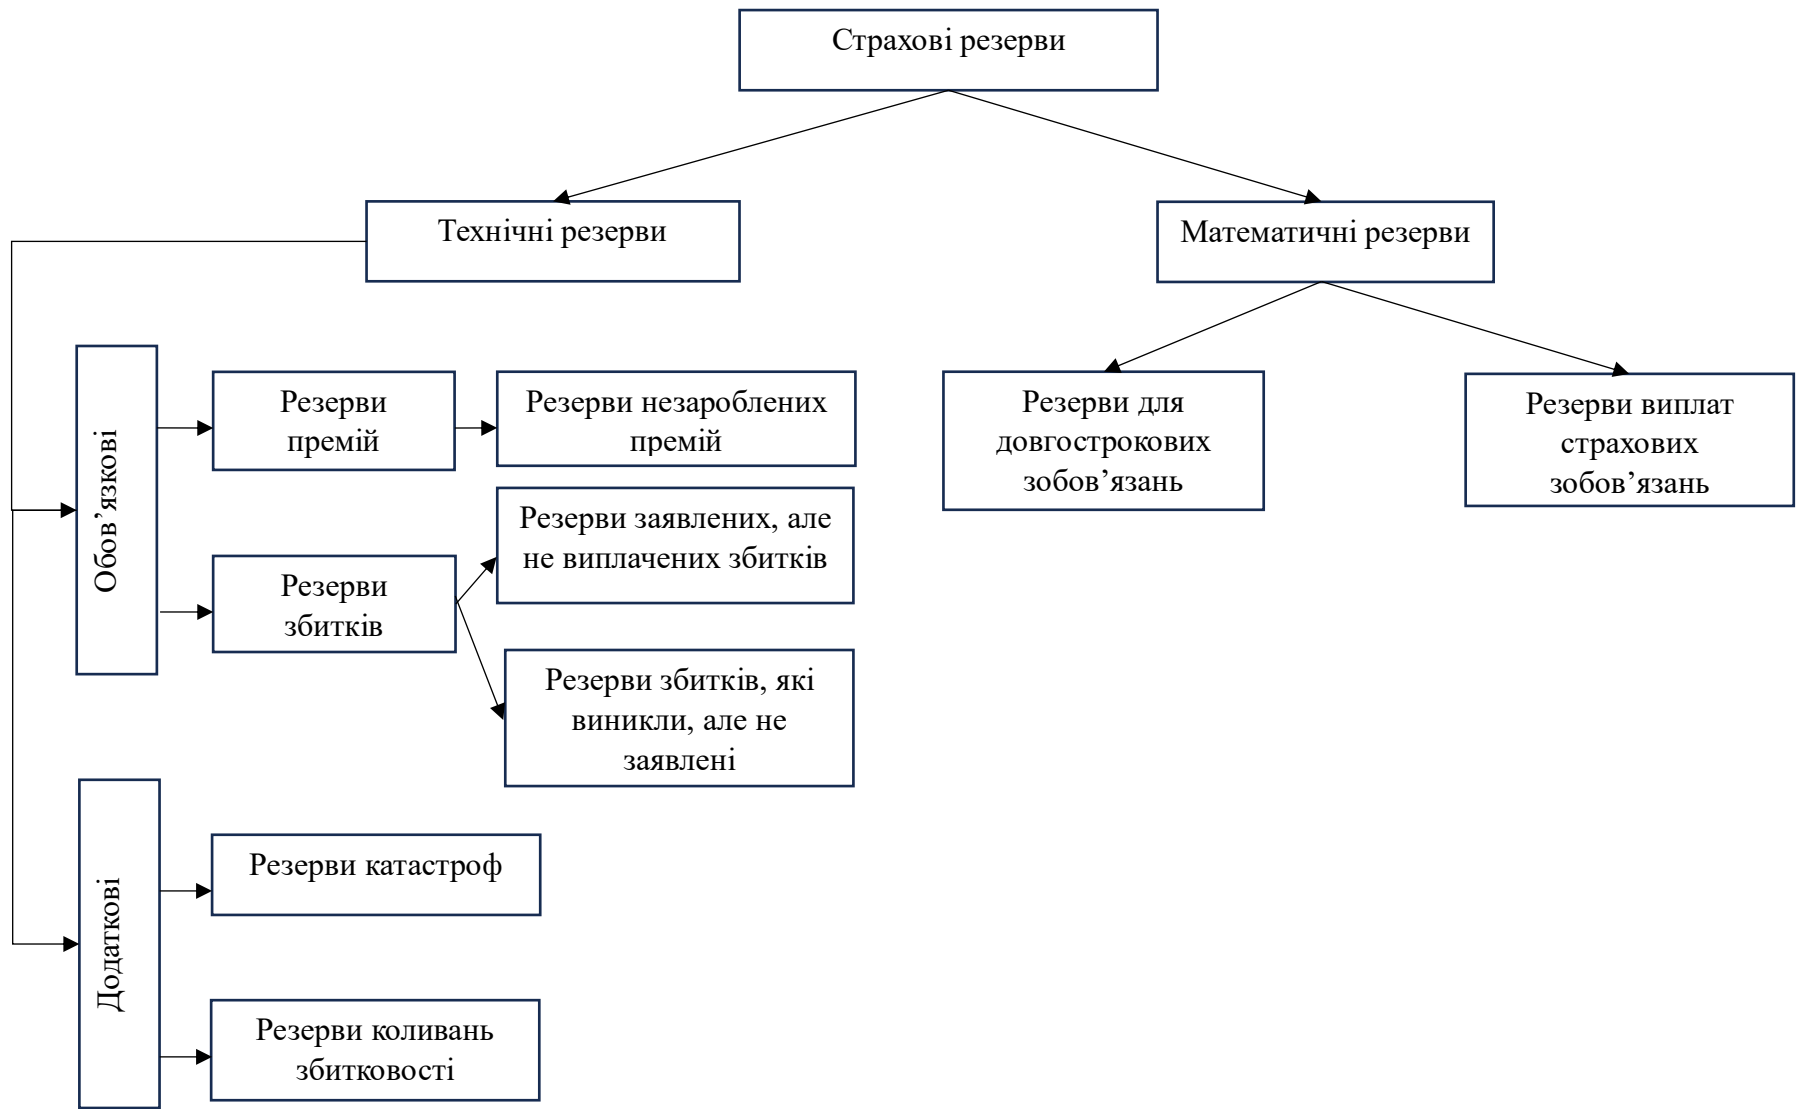 Страхові резерви
Технічні резерви
Математичні резерви
Обов’язкові
Резерви
премій
Резерви незароблених
премій
Резерви
збитків
Резерви заявлених, але
не виплачених збитків
Резерви збитків, які
виникли, але не
заявлені
Резерви для
довгострокових
зобов’язань
Резерви виплат
страхових
зобов’язань
Додаткові
Резерви катастроф
Резерви коливань
збитковості